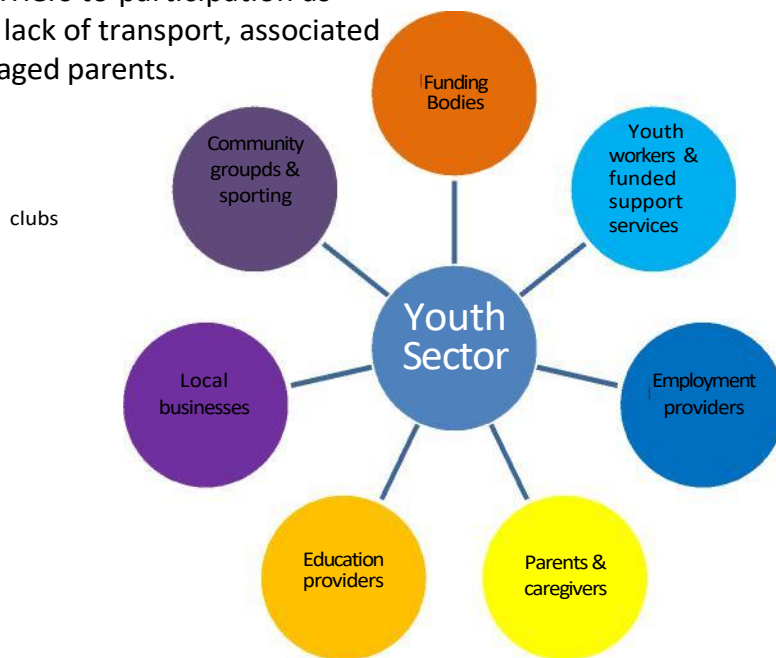 lack of transport, associated
aged parents.
Funding
Bodies
Youth
workers &
funded
support
services
Community
groupds &
sporting
clubs
Youth
Sector
Local
businesses
Employment
providers
Education
providers
Parents &
caregivers